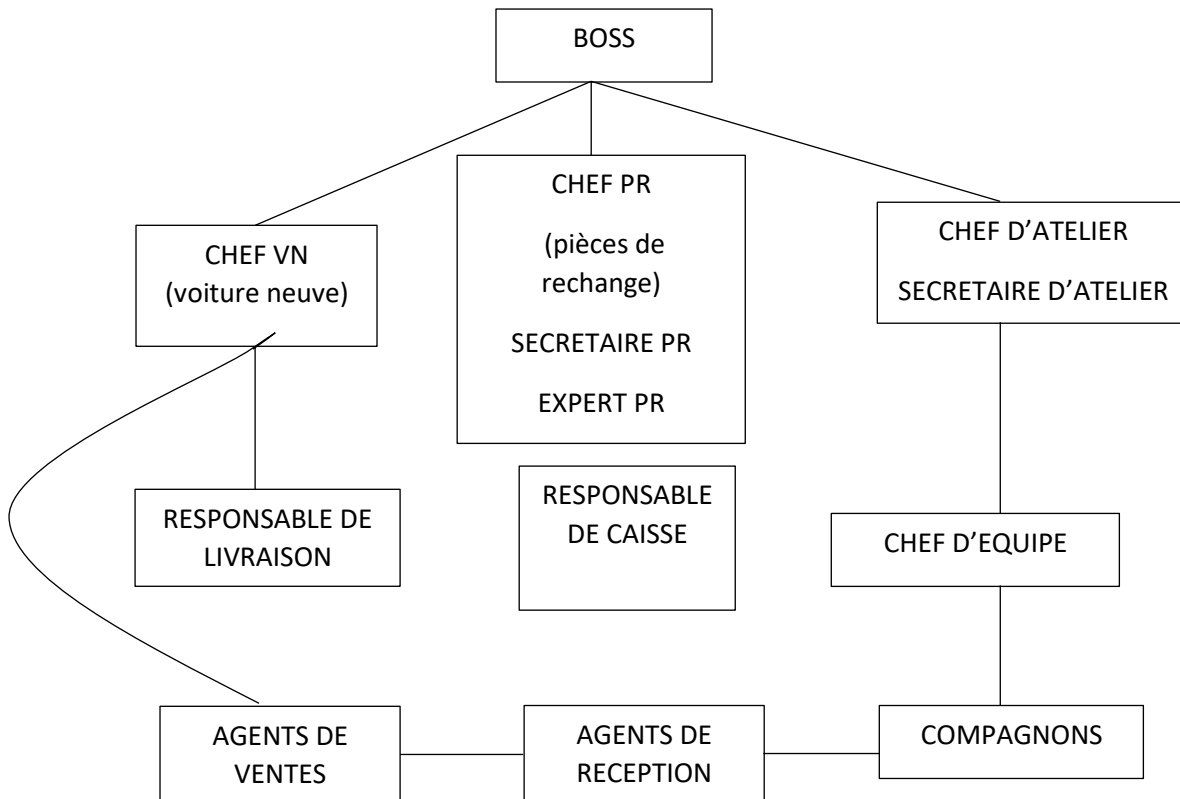 BOSS
CHEF PR
(pièces de
rechange)
SECRETAIRE PR
EXPERT PR
CHEF VN
(voiture neuve)
CHEF D’ATELIER
SECRETAIRE D’ATELIER
RESPONSABLE DE
LIVRAISON
RESPONSABLE
DE CAISSE
CHEF D’EQUIPE
AGENTS DE
VENTES
AGENTS DE
RECEPTION
COMPAGNONS